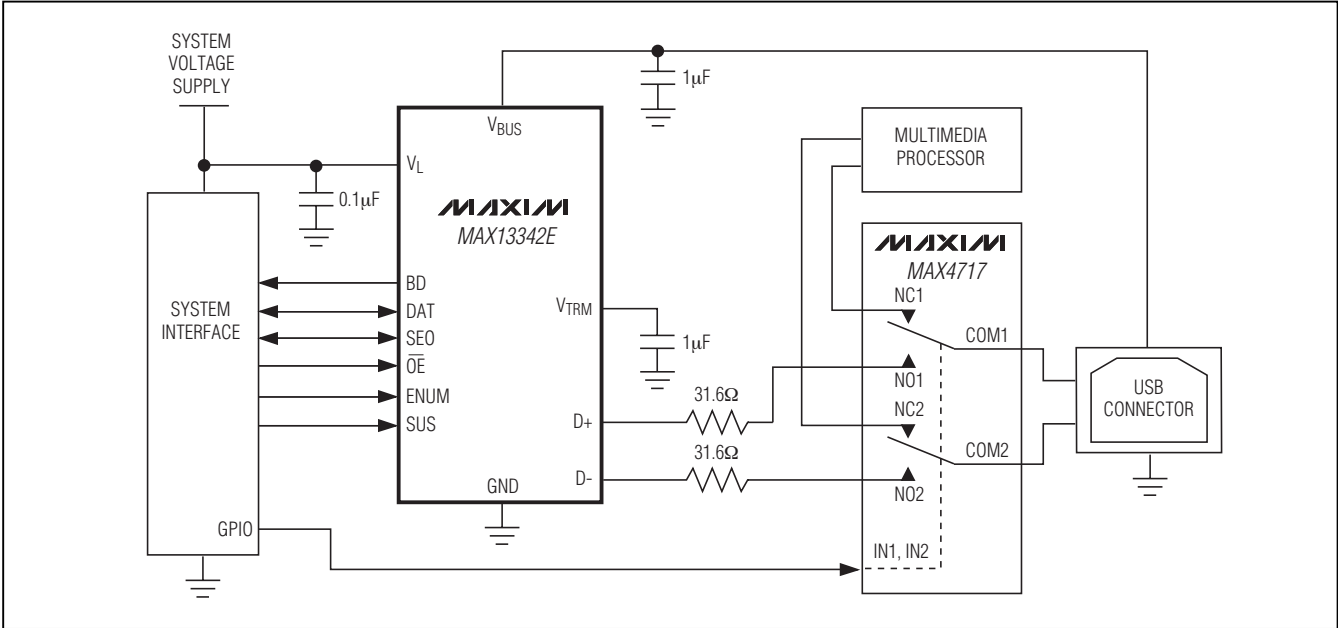 SYSTEM
VOLTAGE
SUPPLY
1μF
VBUS
MULTIMEDIA
PROCESSOR
VL
0.1μF
MAXIM
MAX13342E
MAXIM
MAX4717
BD
NC1
DAT
VTRM
SYSTEM
INTERFACE
SEO
COM1
1μF
OE
NO1
USB
CONNECTOR
ENUM
31.6Ω
NC2
SUS
D+
31.6Ω
COM2
D-
GND
NO2
GPIO
IN1, IN2